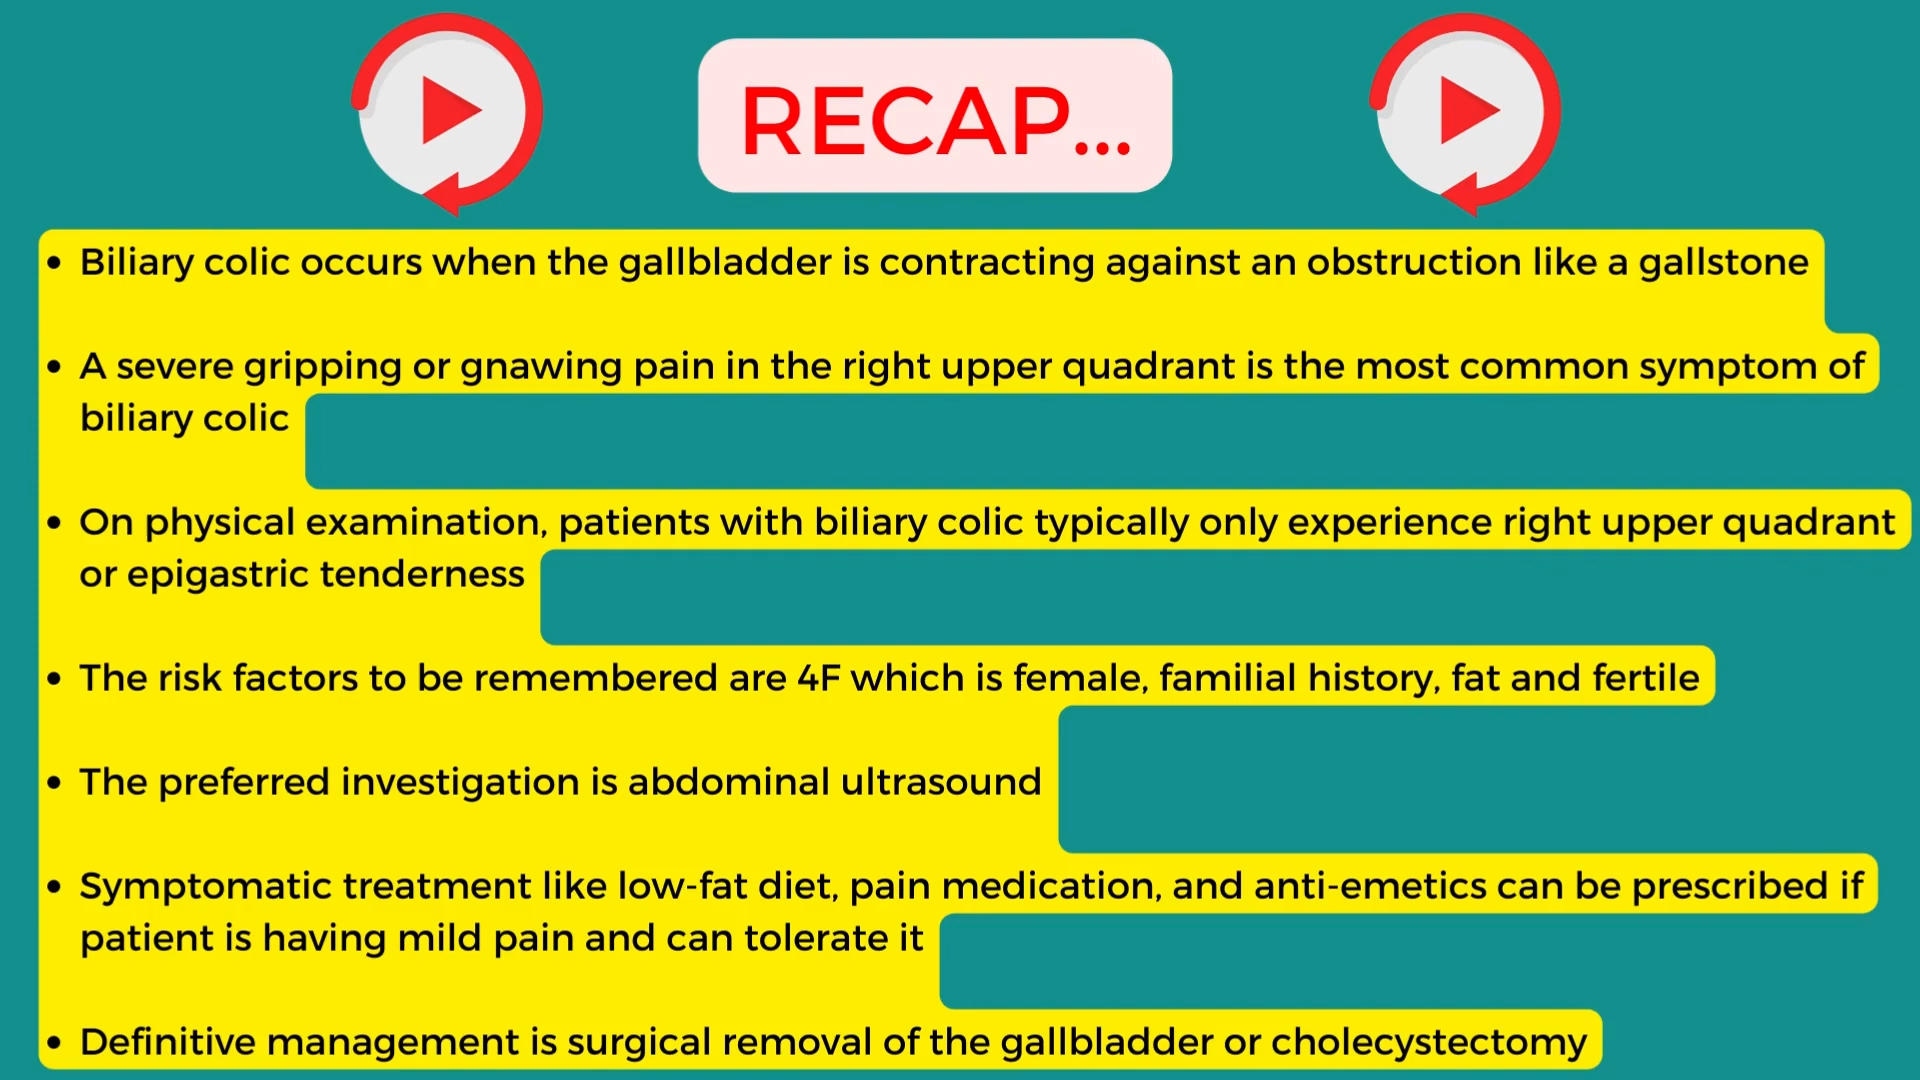 RECAP...
• Biliary colic occurs when the gallbladder is contracting against an obstruction like a gallstone
• A severe gripping or gnawing pain in the right upper quadrant is the most common symptom of
biliary colic
• On physical examination, patients with biliary colic typically only experience right upper quadrant
or epigastric tenderness
• The risk factors to be remembered are 4F which is female, familial history, fat and fertile
• The preferred investigation is abdominal ultrasound
• Symptomatic treatment like low-fat diet, pain medication, and anti-emetics can be prescribed if
patient is having mild pain and can tolerate it
• Definitive management is surgical removal of the gallbladder or cholecystectomy